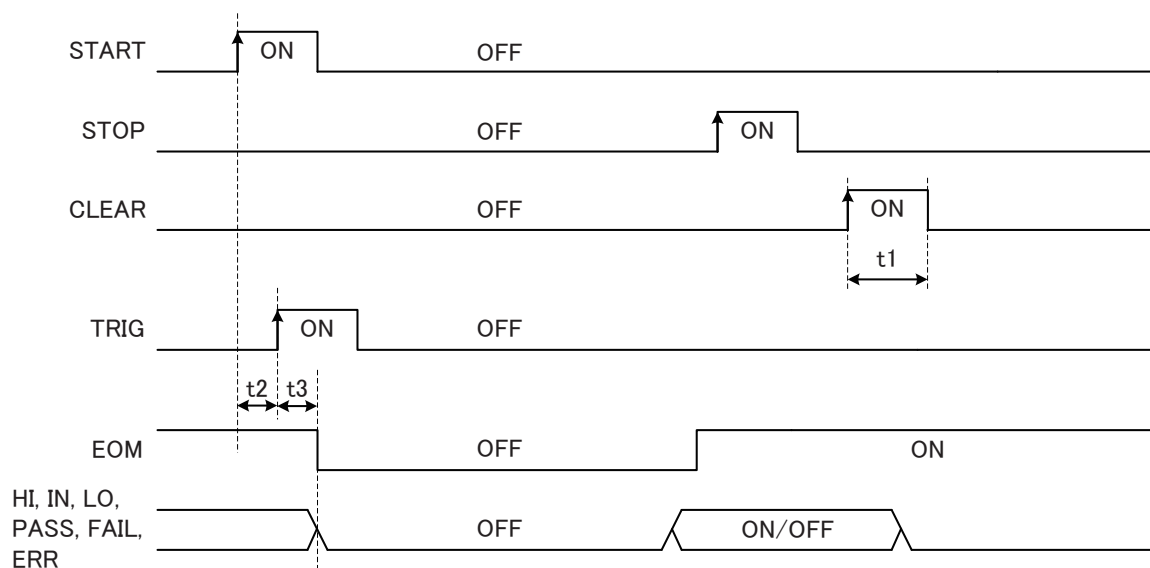 START
ON
OFF
STOP
OFF
ON
CLEAR
OFF
ON
t1
TRIG
ON
OFF
t2
t3
EOM
OFF
ON
HI, IN, LO,
PASS, FAIL,
ERR
OFF
ON/OFF